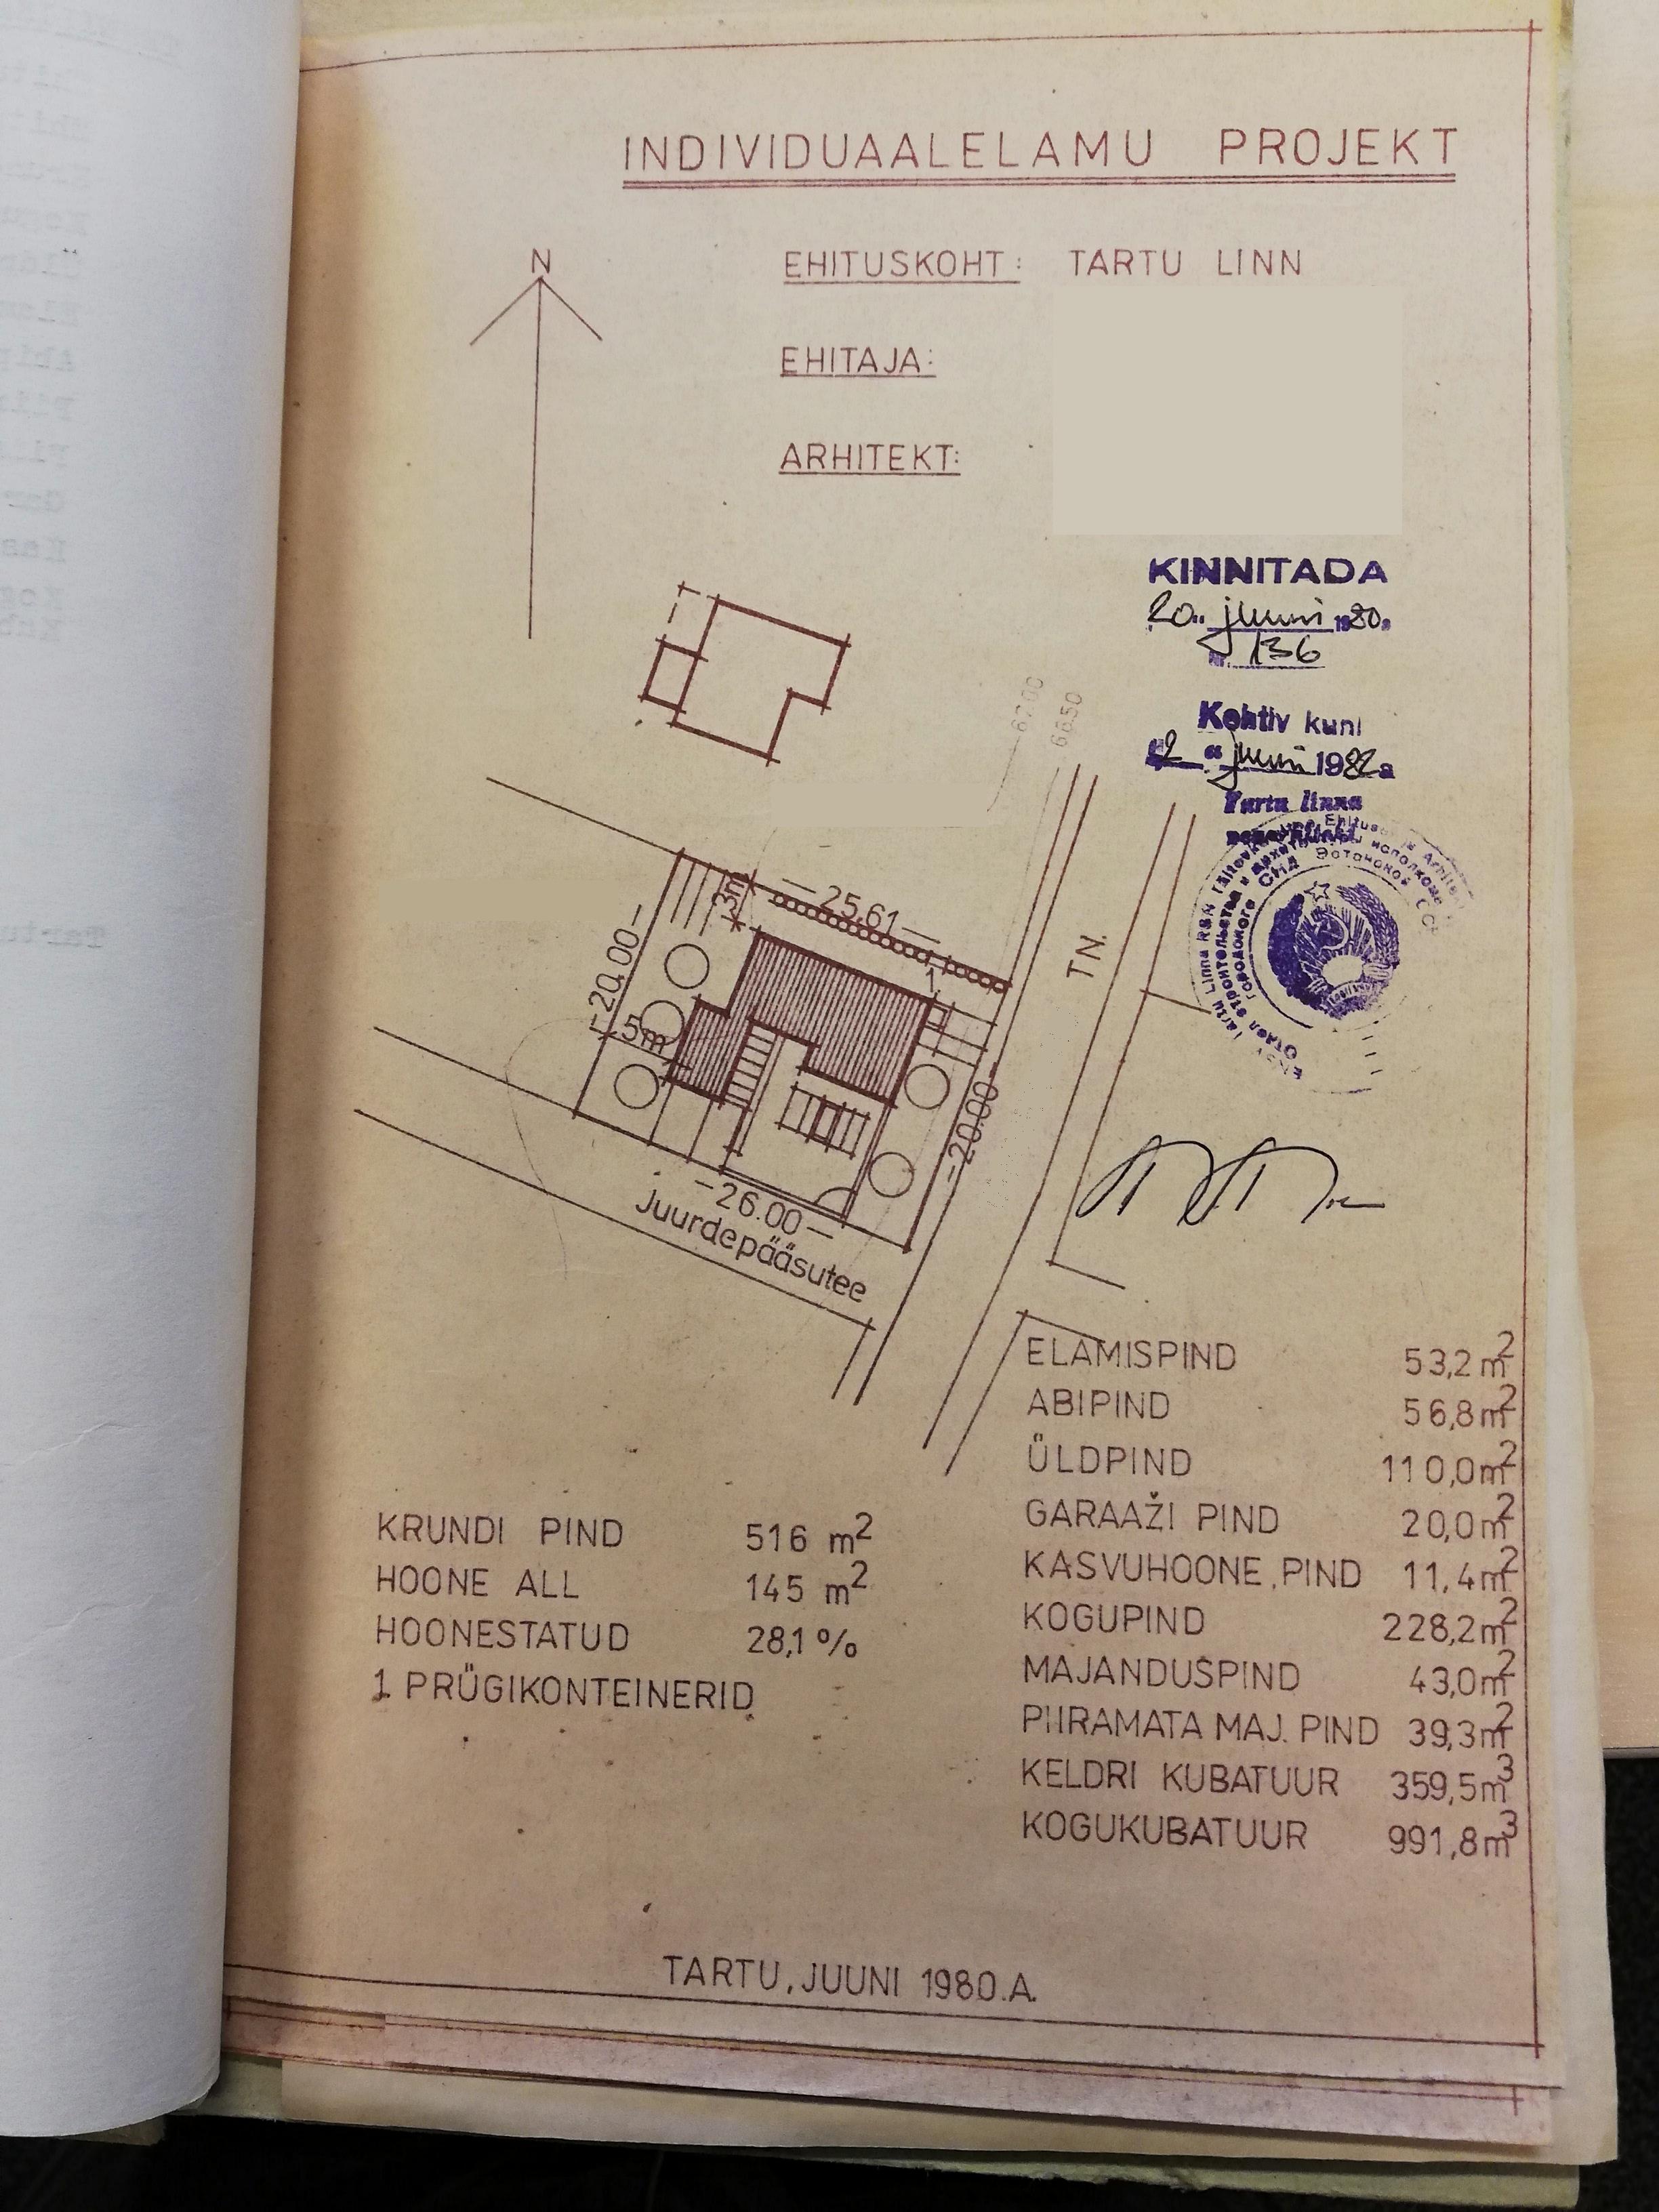 INDIVIDUAALELAMU PROJEKT
N
EHITUSKOHT: TARTU LINN
EHITAJA:
ARHITEKT:
KINNITADA
20. juuni 1980.
136
Kehtiv kuni
juuni 1982a
Tartu linna
67.00
66.50
3m
25.61
20.00
5m
1
TN.
20.00
26.00
Juurdepääsutee
KRUNDI PIND 516 m²
HOONE ALL 145 m²
HOONESTATUD 28,1 %
1. PRÜGIKONTEINERID
ELAMISPIND 53,2 m²
ABIPIND 56,8 m²
ÜLDPIND 110,0 m²
GARAAŽI PIND 20,0 m²
KASVUHOONE PIND 11,4 m²
KOGUPIND 228,2 m²
MAJANDUSPIND 43,0 m²
PIIRAMATA MAJ. PIND 39,3 m²
KELDRI KUBATUUR 359,5 m³
KOGUKUBATUUR 991,8 m³
TARTU, JUUNI 1980.A.